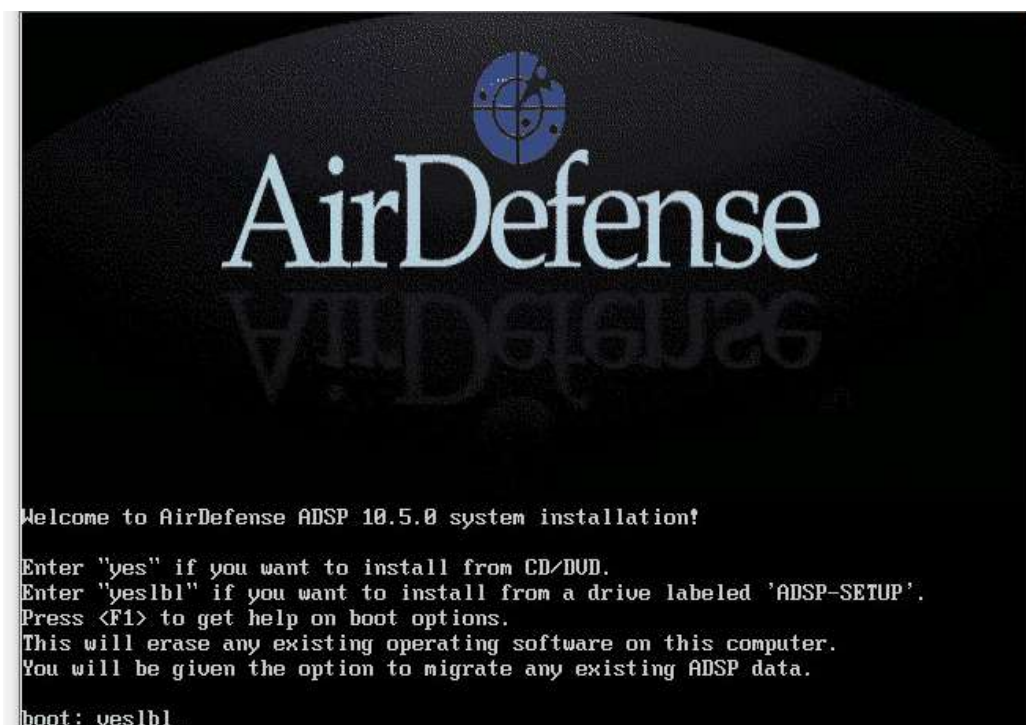 AirDefense
Welcome to AirDefense ADSP 10.5.0 system installation!
Enter "yes" if you want to install from CD/DVD.
Enter "yeslbl" if you want to install from a drive labeled 'ADSP-SETUP'.
Press <F1> to get help on boot options.
This will erase any existing operating software on this computer.
You will be given the option to migrate any existing ADSP data.
boot: yeslbl